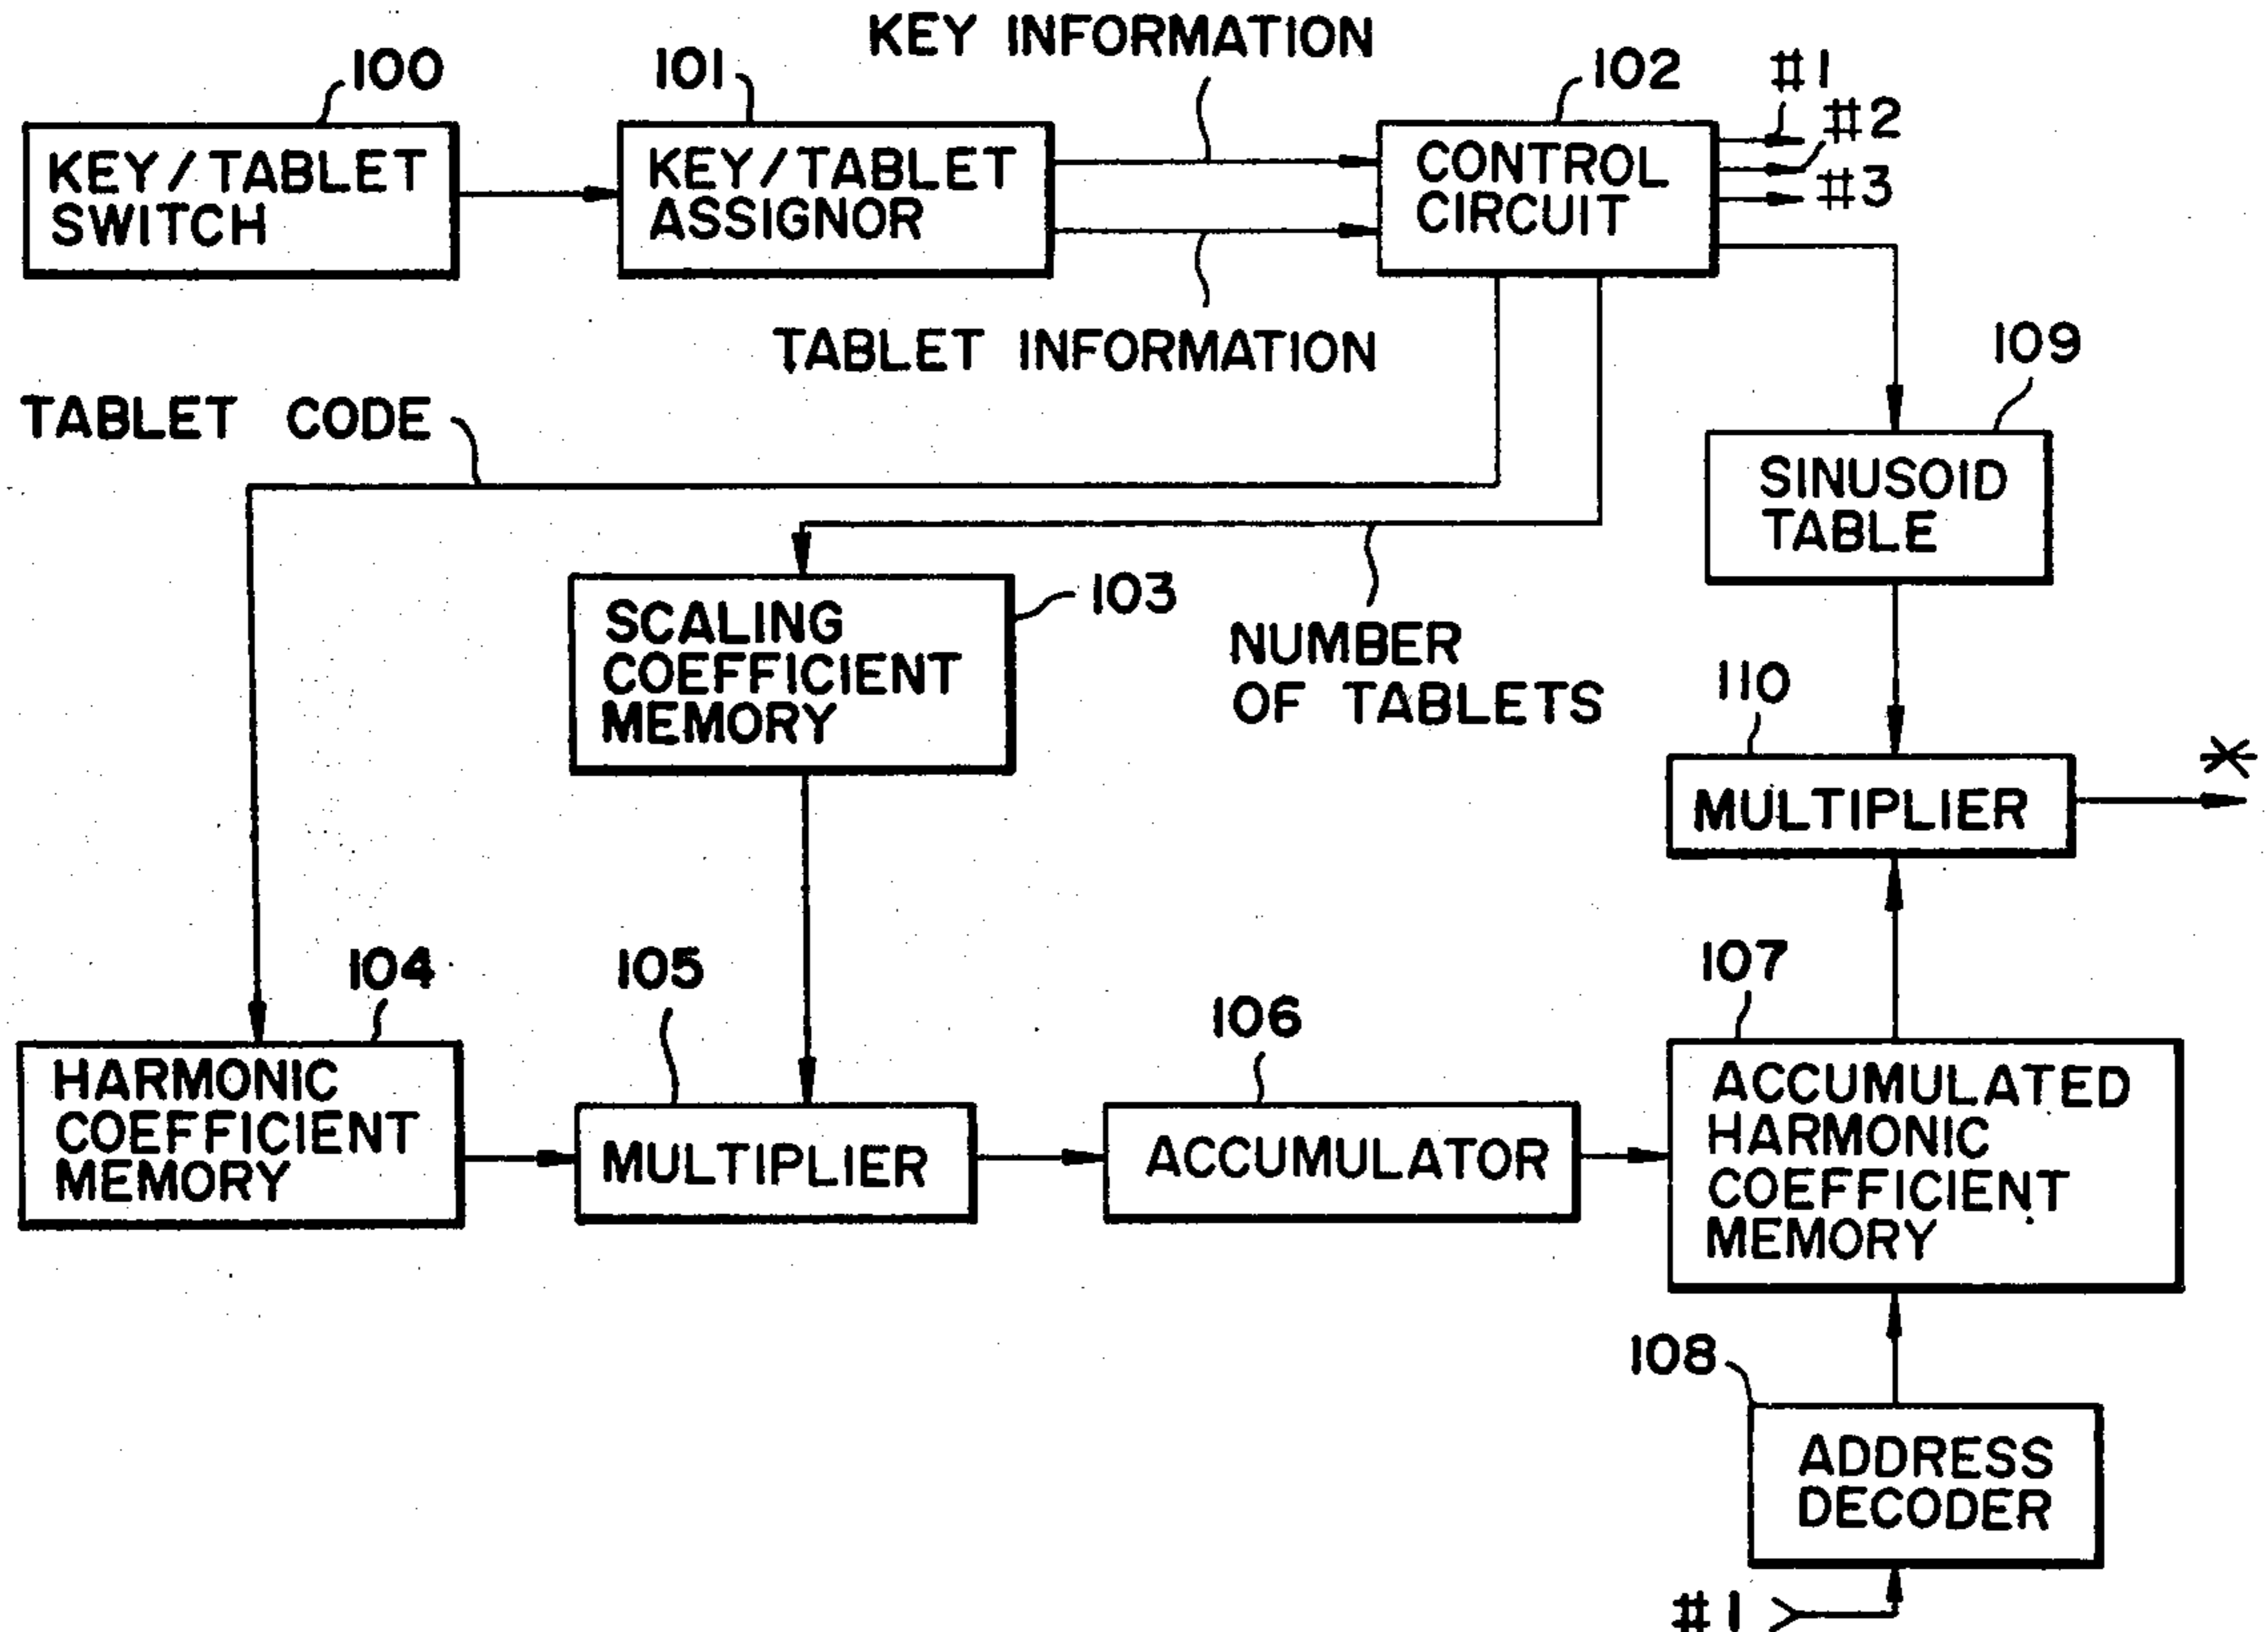 KEY INFORMATION
100
101
102
#1
#2
#3
KEY/TABLET
SWITCH
KEY/TABLET
ASSIGNOR
CONTROL
CIRCUIT
TABLET INFORMATION
109
TABLET CODE
SINUSOID
TABLE
103
SCALING
COEFFICIENT
MEMORY
NUMBER
OF TABLETS
110
MULTIPLIER
*
104
105
106
107
HARMONIC
COEFFICIENT
MEMORY
MULTIPLIER
ACCUMULATOR
ACCUMULATED
HARMONIC
COEFFICIENT
MEMORY
108
ADDRESS
DECODER
#1